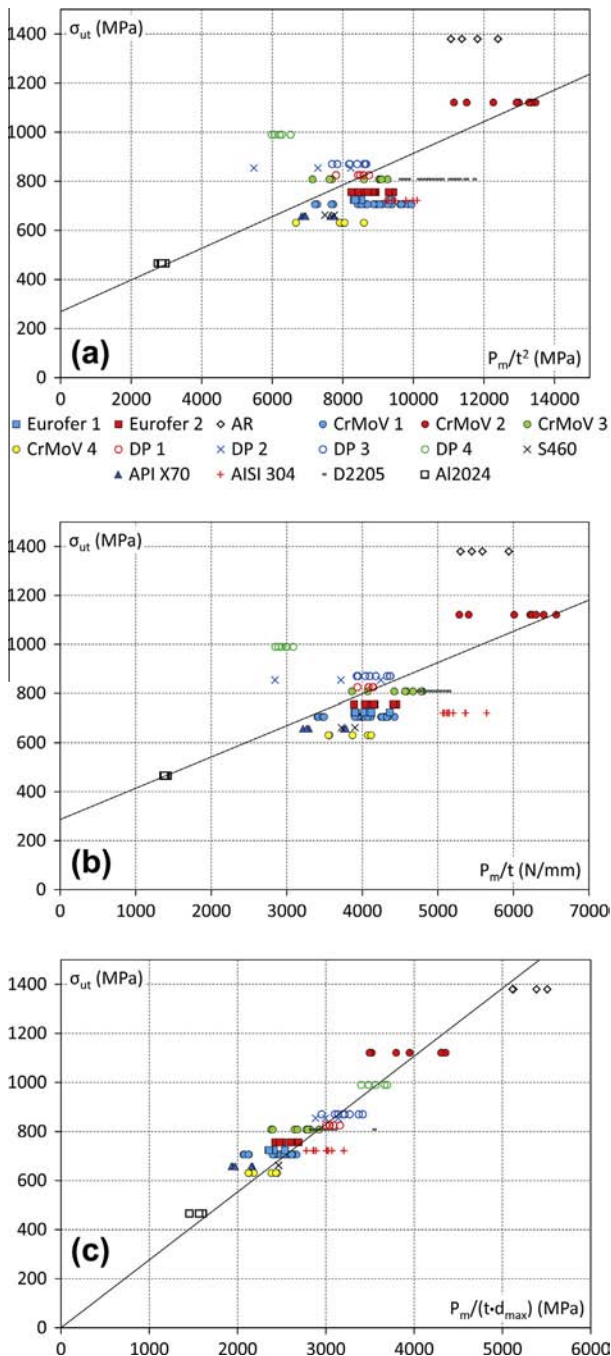 1400
σut (MPa)
1200
1000
800
600
400
200
(a)
Pm/t² (MPa)
0
0 2000 4000 6000 8000 10000 12000 14000
Eurofer 1 Eurofer 2 AR CrMoV 1 CrMoV 2 CrMoV 3
CrMoV 4 DP 1 DP 2 DP 3 DP 4 S460
API X70 AISI 304 D2205 Al2024
1400
σut (MPa)
1200
1000
800
600
400
200
(b)
Pm/t (N/mm)
0
0 1000 2000 3000 4000 5000 6000 7000
1400
σut (MPa)
1200
1000
800
600
400
200
(c)
Pm/(t•dmax) (MPa)
0
0 1000 2000 3000 4000 5000 6000